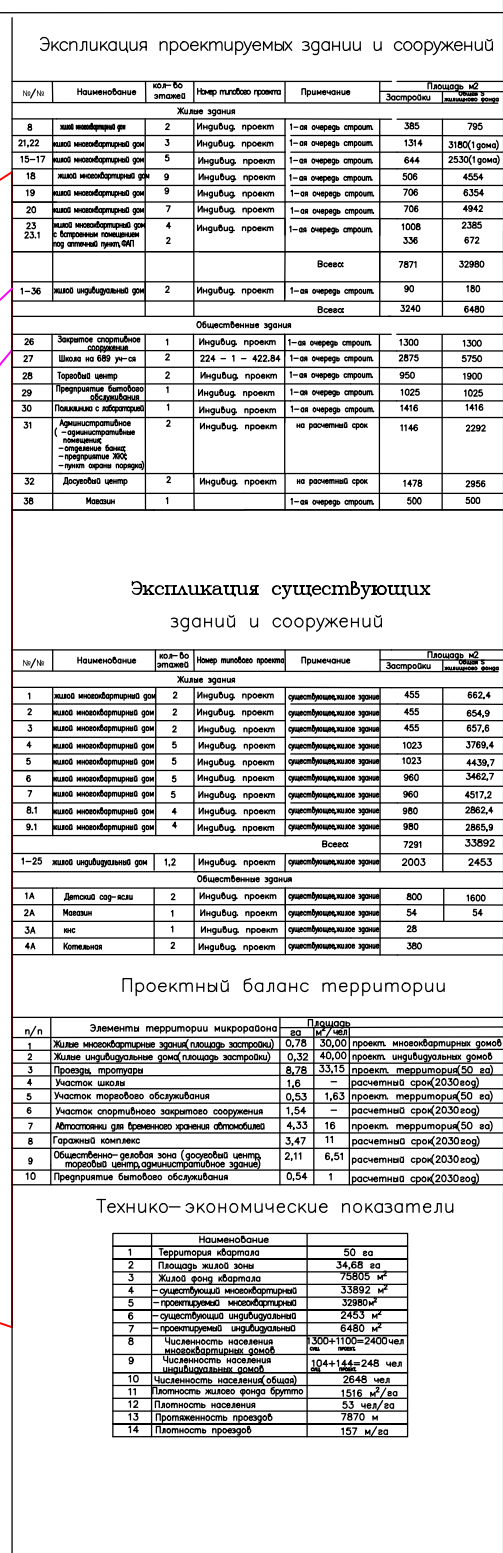 Экспликация проектируемых здании и сооружений
№/№ Наименование кол-во этажей Номер типового проекта Примечание Площадь м2
Застройки Общая S жилищного фонда
Жилые здания
8 жилой многоквартирный дом 2 Индивид. проект 1-ая очередь строит. 385 795
21,22 жилой многоквартирный дом 3 Индивид. проект 1-ая очередь строит. 1314 3180(1дома)
15-17 жилой многоквартирный дом 5 Индивид. проект 1-ая очередь строит. 644 2530(1дома)
18 жилой многоквартирный дом 9 Индивид. проект 1-ая очередь строит. 506 4554
19 жилой многоквартирный дом 9 Индивид. проект 1-ая очередь строит. 706 6354
20 жилой многоквартирный дом 7 Индивид. проект 1-ая очередь строит. 706 4942
23 жилой многоквартирный дом 4 Индивид. проект 1-ая очередь строит. 1008 2385
23.1 с встроенным помещением
под аптечный пункт, ФАП 2 336 672
Всего: 7871 32980
1-36 жилой индивидуальный дом 2 Индивид. проект 1-ая очередь строит. 90 180
Всего: 3240 6480
Общественные здания
26 Закрытое спортивное сооружение 1 Индивид. проект 1-ая очередь строит. 1300 1300
27 Школа на 689 уч-ся 2 224 - 1 - 422.84 1-ая очередь строит. 2875 5750
28 Торговый центр 2 Индивид. проект 1-ая очередь строит. 950 1900
29 Предприятие бытового обслуживания 1 Индивид. проект 1-ая очередь строит. 1025 1025
30 Поликлиника с лабораторией 1 Индивид. проект 1-ая очередь строит. 1416 1416
31 Административное 2 Индивид. проект на расчетный срок 1146 2292
( -административные
помещения;
-отделение банка;
-предприятие ЖКХ;
-пункт охраны порядка)
32 Досуговый центр 2 Индивид. проект на расчетный срок 1478 2956
38 Магазин 1 1-ая очередь строит. 500 500
Экспликация существующих
зданий и сооружений
№/№ Наименование кол-во этажей Номер типового проекта Примечание Площадь м2
Застройки Общая S жилищного фонда
Жилые здания
1 жилой многоквартирный дом 2 Индивид. проект существующее,жилое здание 455 662,4
2 жилой многоквартирный дом 2 Индивид. проект существующее,жилое здание 455 654,9
3 жилой многоквартирный дом 2 Индивид. проект существующее,жилое здание 455 657,6
4 жилой многоквартирный дом 5 Индивид. проект существующее,жилое здание 1023 3769,4
5 жилой многоквартирный дом 5 Индивид. проект существующее,жилое здание 1023 4439,7
6 жилой многоквартирный дом 5 Индивид. проект существующее,жилое здание 960 3462,7
7 жилой многоквартирный дом 5 Индивид. проект существующее,жилое здание 960 4517,2
8.1 жилой многоквартирный дом 4 Индивид. проект существующее,жилое здание 980 2862,4
9.1 жилой многоквартирный дом 4 Индивид. проект существующее,жилое здание 980 2865,9
Всего: 7291 33892
1-25 жилой индивидуальный дом 1,2 Индивид. проект существующее,жилое здание 2003 2453
Общественные здания
1А Детский сад-ясли 2 Индивид. проект существующее,жилое здание 800 1600
2А Магазин 1 Индивид. проект существующее,жилое здание 54 54
3А кнс 1 Индивид. проект существующее,жилое здание 28
4А Котельная 2 Индивид. проект существующее,жилое здание 380
Проектный баланс территории
п/п Элементы территории микрорайона Площадь
га м²/чел
1 Жилые многоквартирные здания(площадь застройки) 0,78 30,00 проект. многоквартирных домов
2 Жилые индивидуальные дома(площадь застройки) 0,32 40,00 проект. индивидуальных домов
3 Проезды, тротуары 8,78 33,15 проект. территория(50 га)
4 Участок школы 1,6 - расчетный срок(2030год)
5 Участок торгового обслуживания 0,53 1,63 проект. территория(50 га)
6 Участок спортивного закрытого сооружения 1,54 - расчетный срок(2030год)
7 Автостоянки для временного хранения автомобилей 4,33 16 проект. территория(50 га)
8 Гаражный комплекс 3,47 11 расчетный срок(2030год)
9 Общественно-деловая зона (досуговый центр, торговый центр,административное здание) 2,11 6,51 расчетный срок(2030год)
10 Предприятие бытового обслуживания 0,54 1 расчетный срок(2030год)
Технико-экономические показатели
Наименование
1 Территория квартала 50 га
2 Площадь жилой зоны 34,68 га
3 Жилой фонд квартала 75805 м²
4 -существующий многоквартирный 33892 м²
5 -проектируемый многоквартирный 32980м²
6 -существующий индивидуальный 2453 м²
7 -проектируемый индивидуальный 6480 м²
8 Численность населения многоквартирных домов 1300+1100=2400чел
сущ. проект.
9 Численность населения индивидуальных домов 104+144=248 чел
сущ. проект.
10 Численность населения(общая) 2648 чел
11 Плотность жилого фонда брутто 1516 м²/га
12 Плотность населения 53 чел/га
13 Протяженность проездов 7870 м
14 Плотность проездов 157 м/га